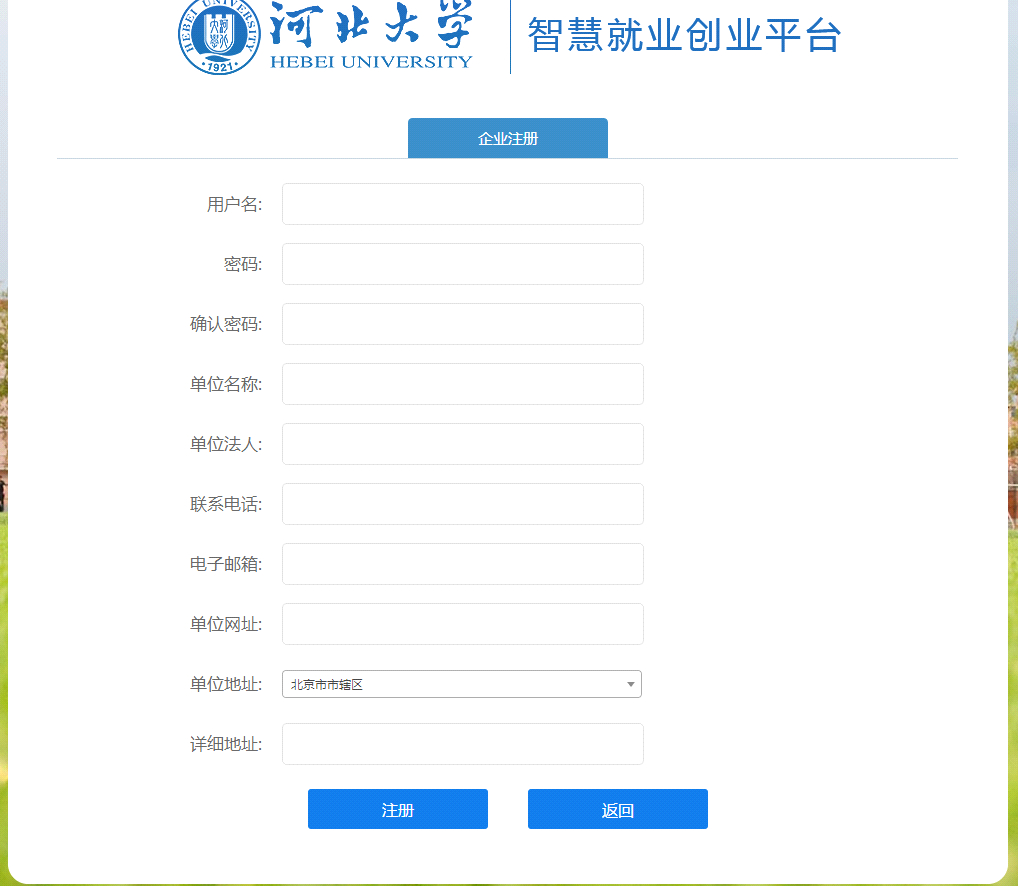 HEBEI UNIVERSITY
·1921·
河北大学
HEBEI UNIVERSITY
智慧就业创业平台
企业注册
用户名:
密码:
确认密码:
单位名称:
单位法人:
联系电话:
电子邮箱:
单位网址:
单位地址: 北京市市辖区
详细地址:
注册 返回